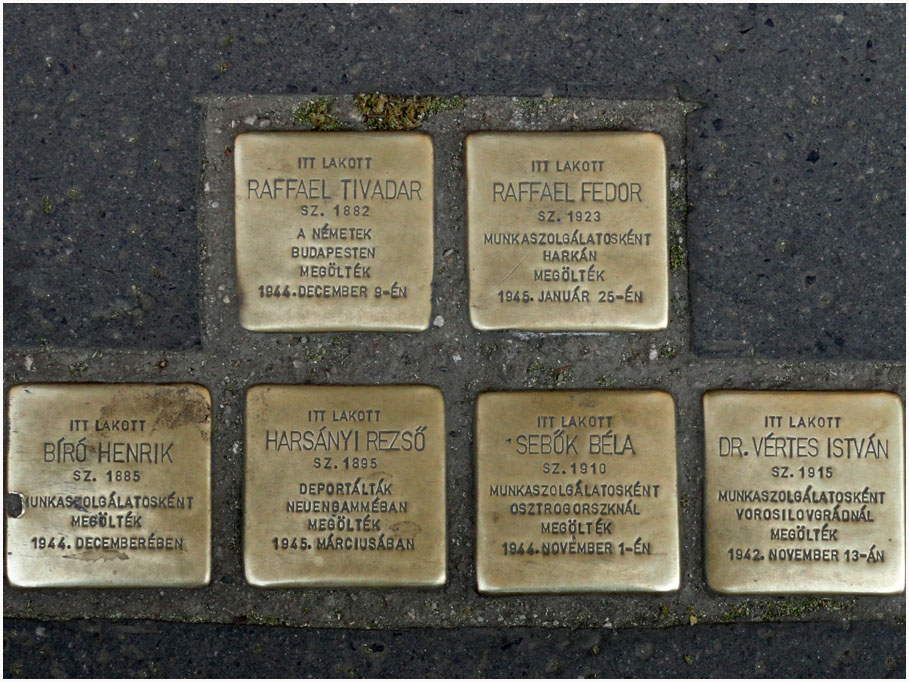 ITT LAKOTT
RAFFAEL TIVADAR
SZ. 1882
A NÉMETEK
BUDAPESTEN
MEGÖLTÉK
1944. DECEMBER 9-ÉN
ITT LAKOTT
RAFFAEL FEDOR
SZ. 1923
MUNKASZOLGÁLATOSKÉNT
HARKÁN
MEGÖLTÉK
1945. JANUÁR 25-ÉN
ITT LAKOTT
BÍRÓ HENRIK
SZ. 1885
MUNKASZOLGÁLATOSKÉNT
MEGÖLTÉK
1944. DECEMBERÉBEN
ITT LAKOTT
HARSÁNYI REZSŐ
SZ. 1895
DEPORTÁLTÁK
NEUENGAMMÉBAN
MEGÖLTÉK
1945. MÁRCIUSÁBAN
ITT LAKOTT
SEBŐK BÉLA
SZ. 1910
MUNKASZOLGÁLATOSKÉNT
OSZTROGORSZKNÁL
MEGÖLTÉK
1944. NOVEMBER 1-ÉN
ITT LAKOTT
DR. VÉRTES ISTVÁN
SZ. 1915
MUNKASZOLGÁLATOSKÉNT
VOROSILOVGRÁDNÁL
MEGÖLTÉK
1942. NOVEMBER 13-ÁN